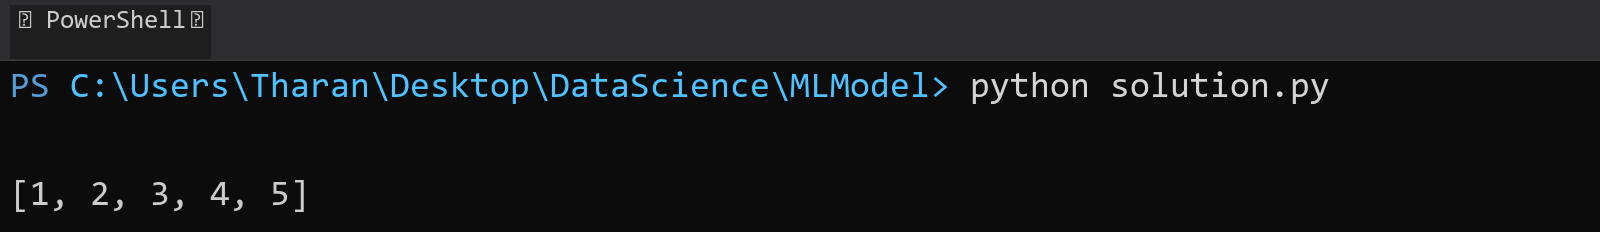 PowerShell
PS C:\Users\Tharan\Desktop\DataScience\MLModel> python solution.py
[1, 2, 3, 4, 5]